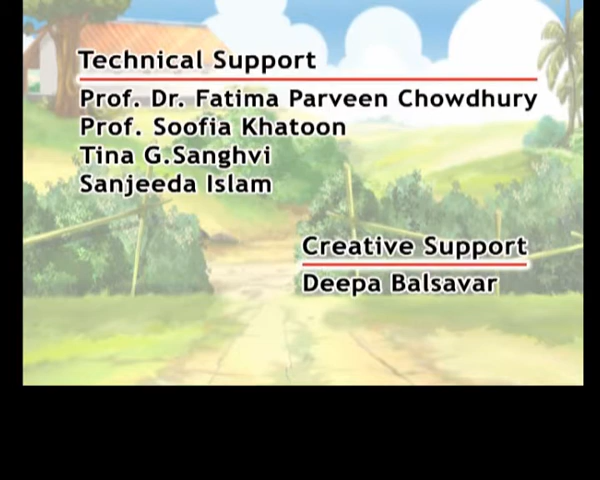 Technical Support
Prof. Dr. Fatima Parveen Chowdhury
Prof. Soofia Khatoon
Tina G.Sanghvi
Sanjeeda Islam
Creative Support
Deepa Balsavar